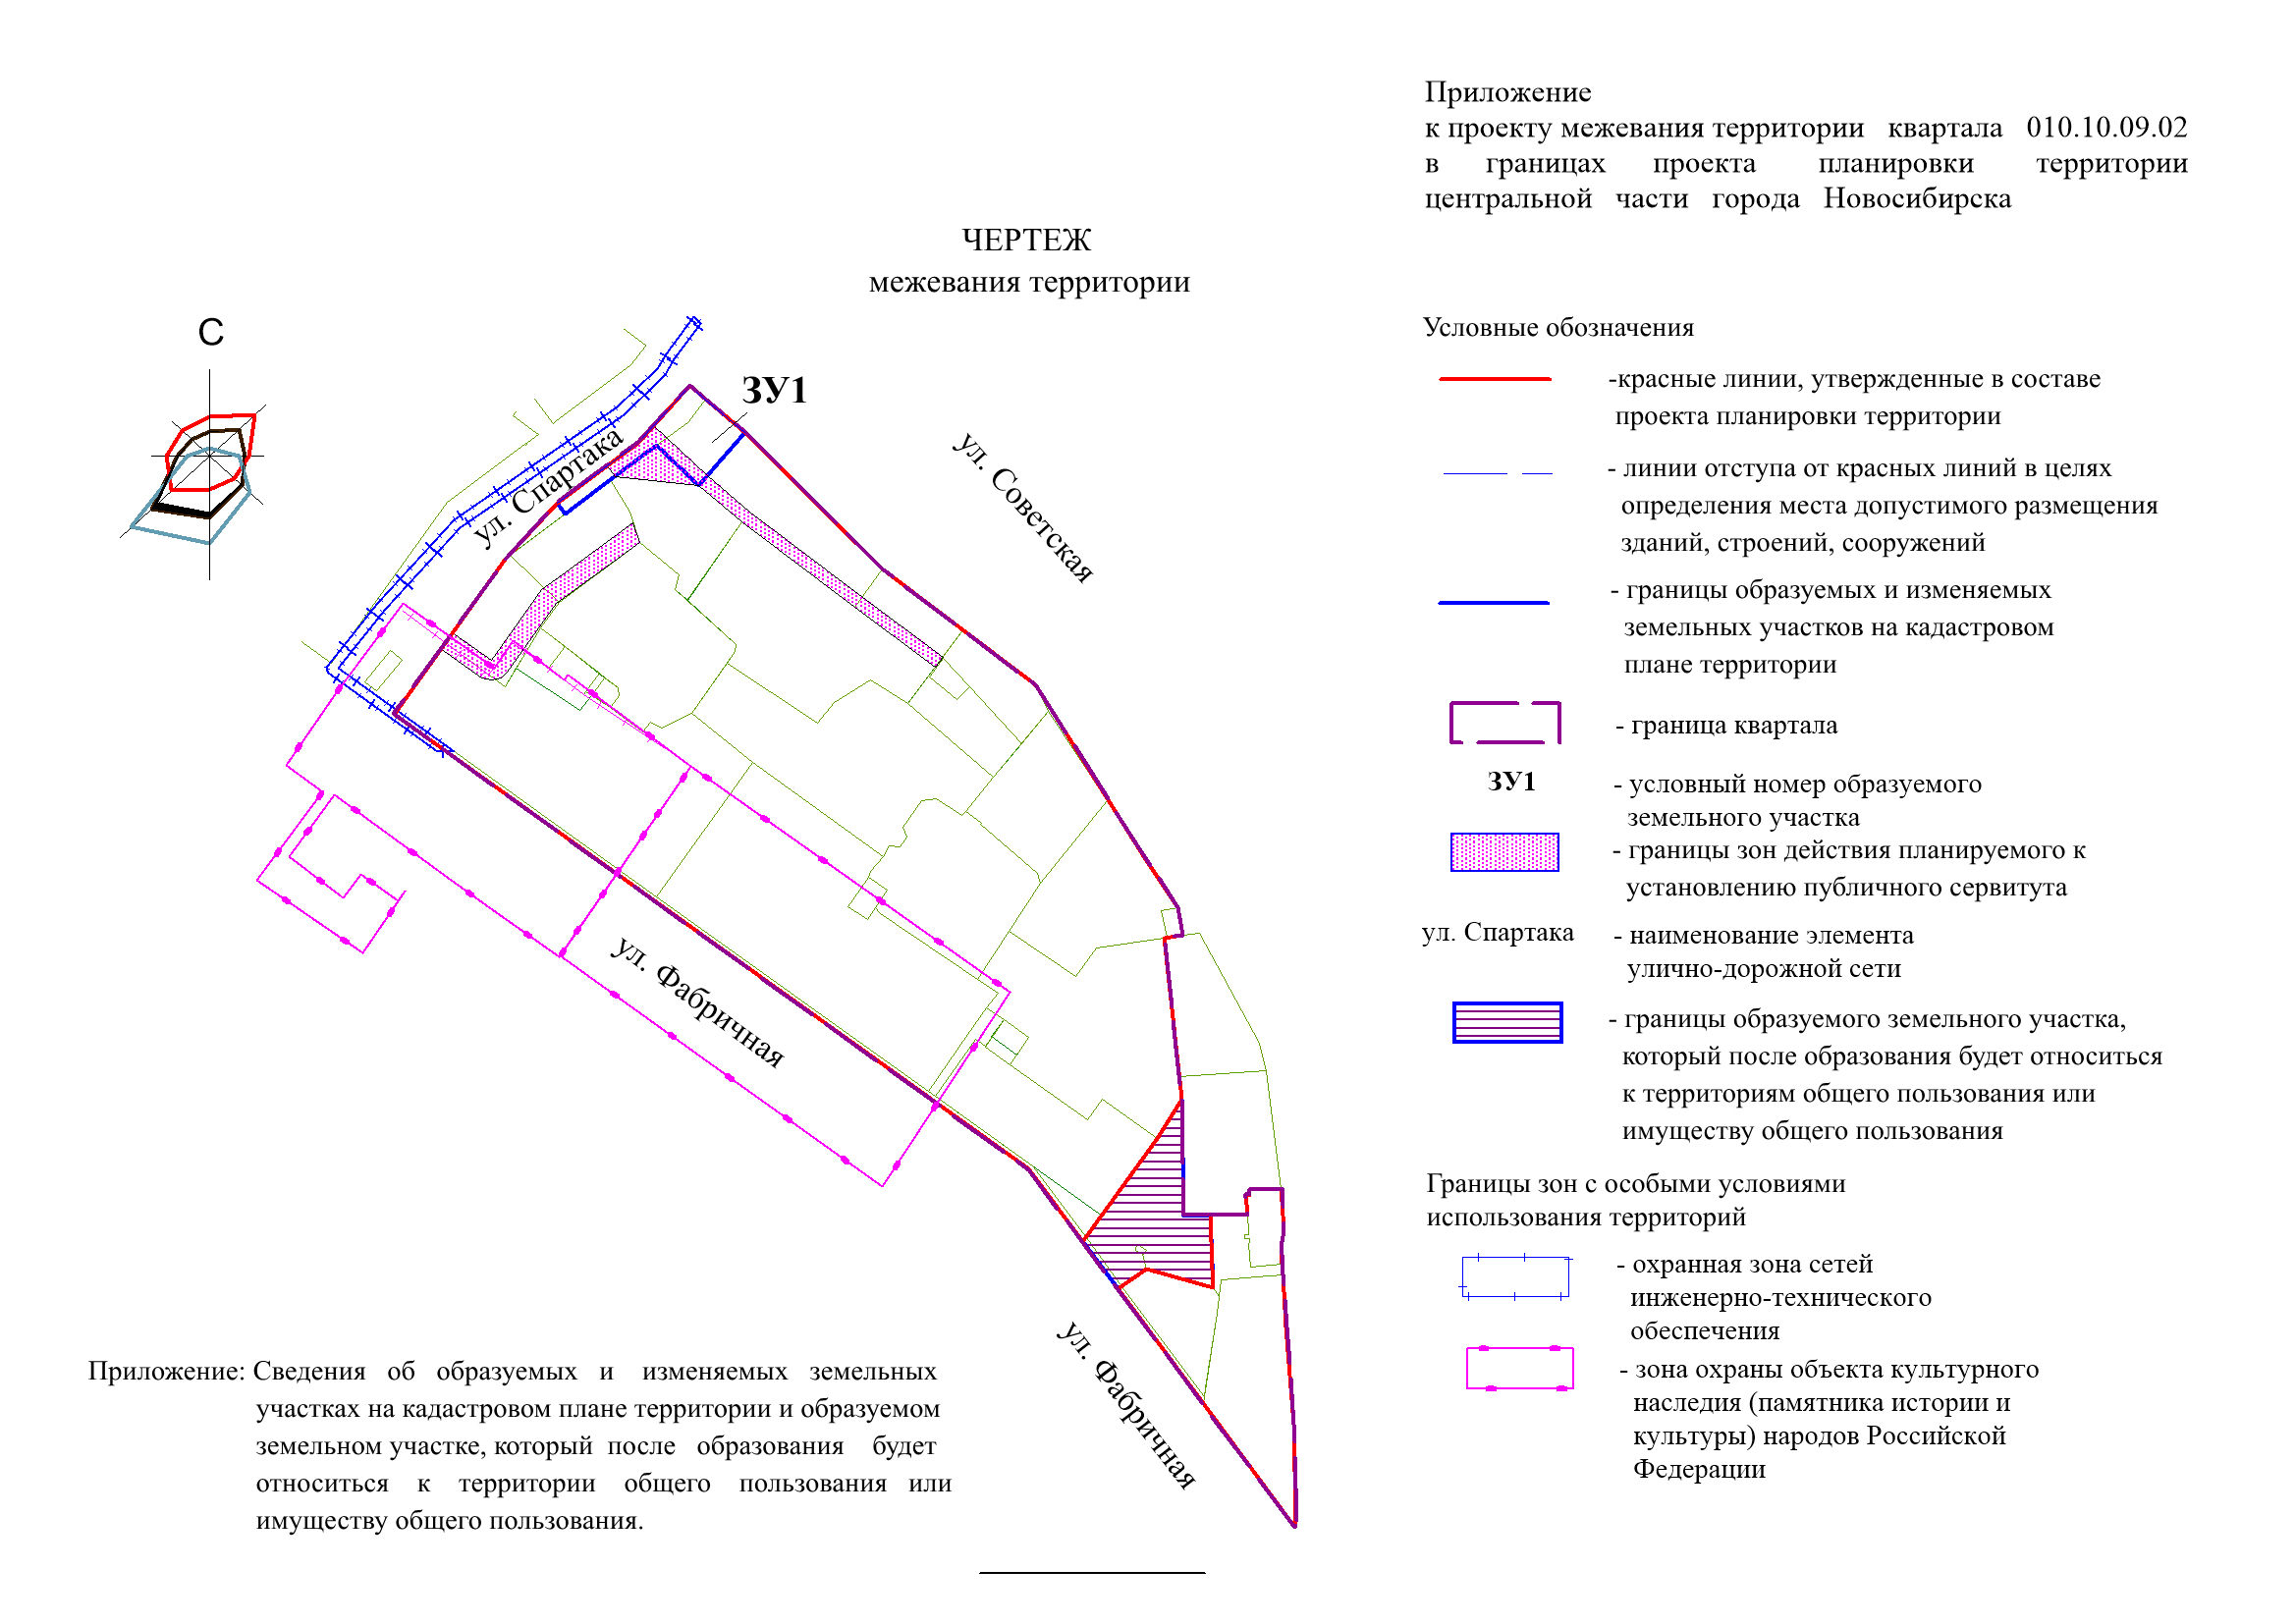 Приложение
к проекту межевания территории квартала 010.10.09.02
в границах проекта планировки территории
центральной части города Новосибирска
ЧЕРТЕЖ
межевания территории
С
ЗУ1
ул. Спартака
ул. Советская
ул. Фабричная
ул. Фабричная
Условные обозначения
-красные линии, утвержденные в составе
проекта планировки территории
- линии отступа от красных линий в целях
определения места допустимого размещения
зданий, строений, сооружений
- границы образуемых и изменяемых
земельных участков на кадастровом
плане территории
- граница квартала
ЗУ1 - условный номер образуемого
земельного участка
- границы зон действия планируемого к
установлению публичного сервитута
ул. Спартака - наименование элемента
улично-дорожной сети
- границы образуемого земельного участка,
который после образования будет относиться
к территориям общего пользования или
имуществу общего пользования
Границы зон с особыми условиями
использования территорий
- охранная зона сетей
инженерно-технического
обеспечения
- зона охраны объекта культурного
наследия (памятника истории и
культуры) народов Российской
Федерации
Приложение: Сведения об образуемых и изменяемых земельных
участках на кадастровом плане территории и образуемом
земельном участке, который после образования будет
относиться к территории общего пользования или
имуществу общего пользования.